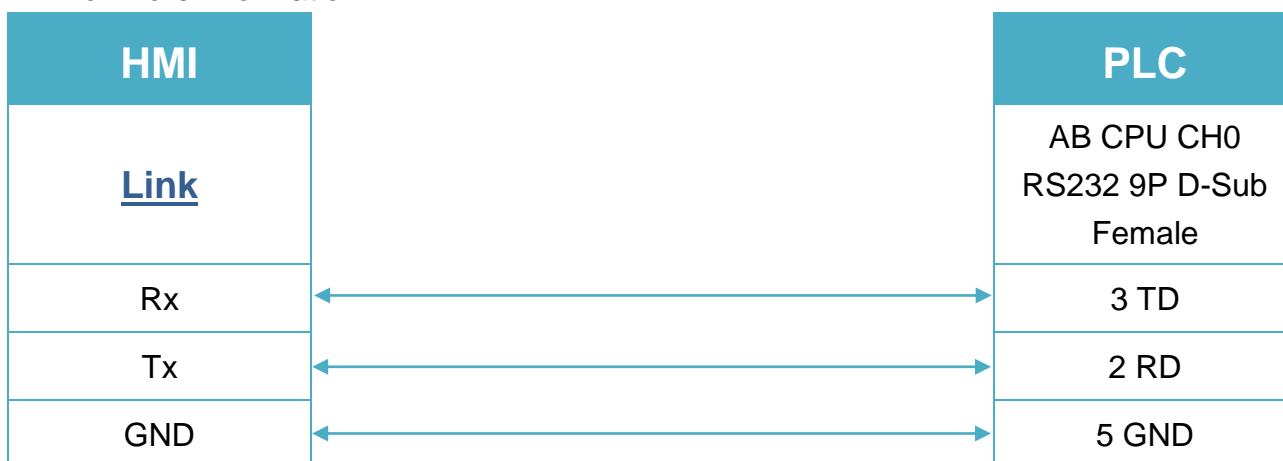 HMI
PLC
Link
AB CPU CH0
RS232 9P D-Sub
Female
Rx
3 TD
Tx
2 RD
GND
5 GND